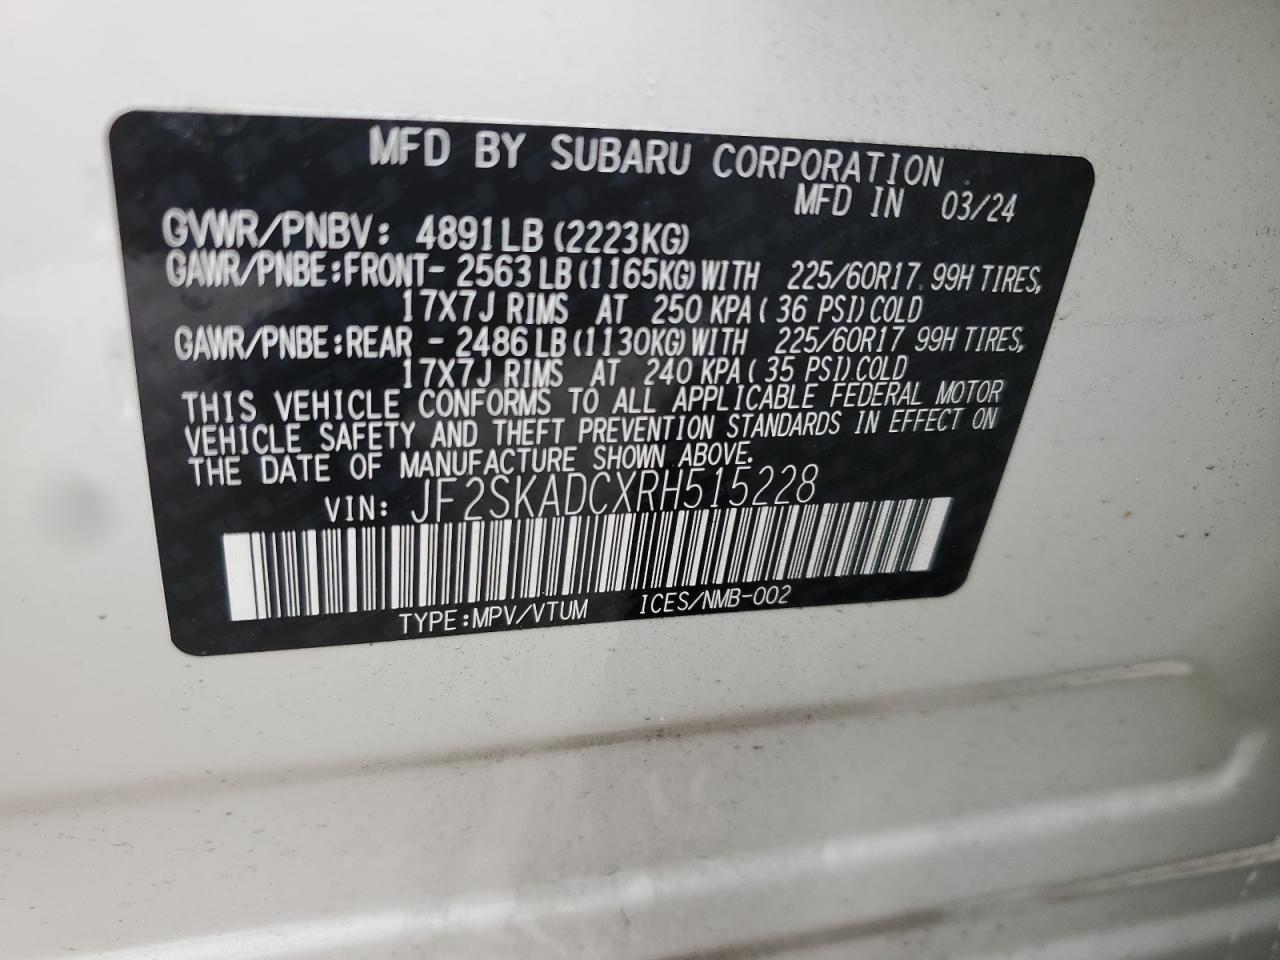 MFD BY SUBARU CORPORATION
MFD IN 03/24
GVWR/PNBV: 4891LB (2223KG)
GAWR/PNBE:FRONT- 2563LB (1165KG) WITH 225/60R17 99H TIRES,
17X7J RIMS AT 250 KPA ( 36 PSI) COLD
GAWR/PNBE:REAR - 2486LB (1130KG) WITH 225/60R17 99H TIRES,
17X7J RIMS AT 240 KPA ( 35 PSI) COLD
THIS VEHICLE CONFORMS TO ALL APPLICABLE FEDERAL MOTOR
VEHICLE SAFETY AND THEFT PREVENTION STANDARDS IN EFFECT ON
THE DATE OF MANUFACTURE SHOWN ABOVE.
VIN: JF2SKADCXRH515228
TYPE:MPV/VTUM ICES/NMB-002